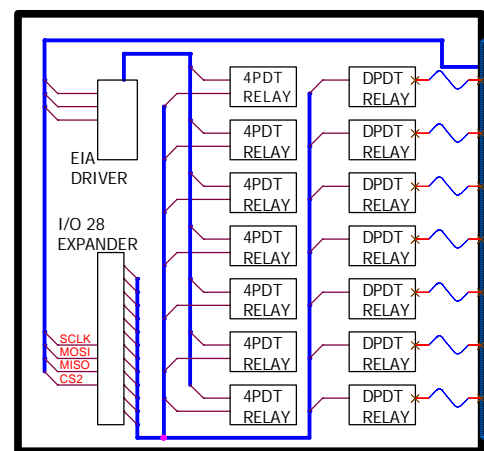 4PDT
RELAY
DPDT
RELAY
EIA
DRIVER
4PDT
RELAY
DPDT
RELAY
4PDT
RELAY
DPDT
RELAY
I/O 28
EXPANDER
4PDT
RELAY
DPDT
RELAY
4PDT
RELAY
DPDT
RELAY
SCLK
MOSI
MISO
CS2
4PDT
RELAY
DPDT
RELAY
4PDT
RELAY
DPDT
RELAY